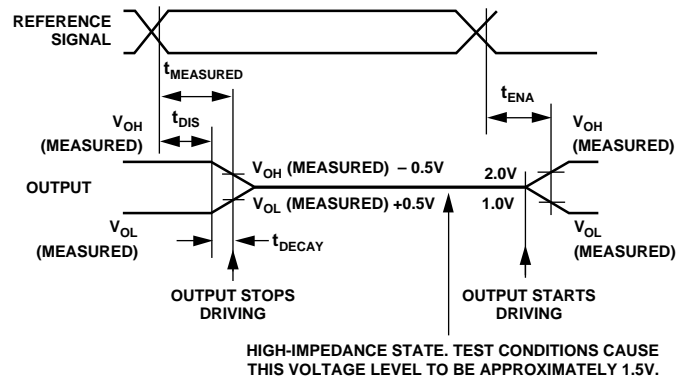 REFERENCE
SIGNAL
tMEASURED
tENA
VOH
(MEASURED)
tDIS
VOH
(MEASURED)
VOH (MEASURED) – 0.5V
2.0V
OUTPUT
VOL (MEASURED) +0.5V
1.0V
VOL
(MEASURED)
tDECAY
VOL
(MEASURED)
OUTPUT STOPS
DRIVING
OUTPUT STARTS
DRIVING
HIGH-IMPEDANCE STATE. TEST CONDITIONS CAUSE
THIS VOLTAGE LEVEL TO BE APPROXIMATELY 1.5V.